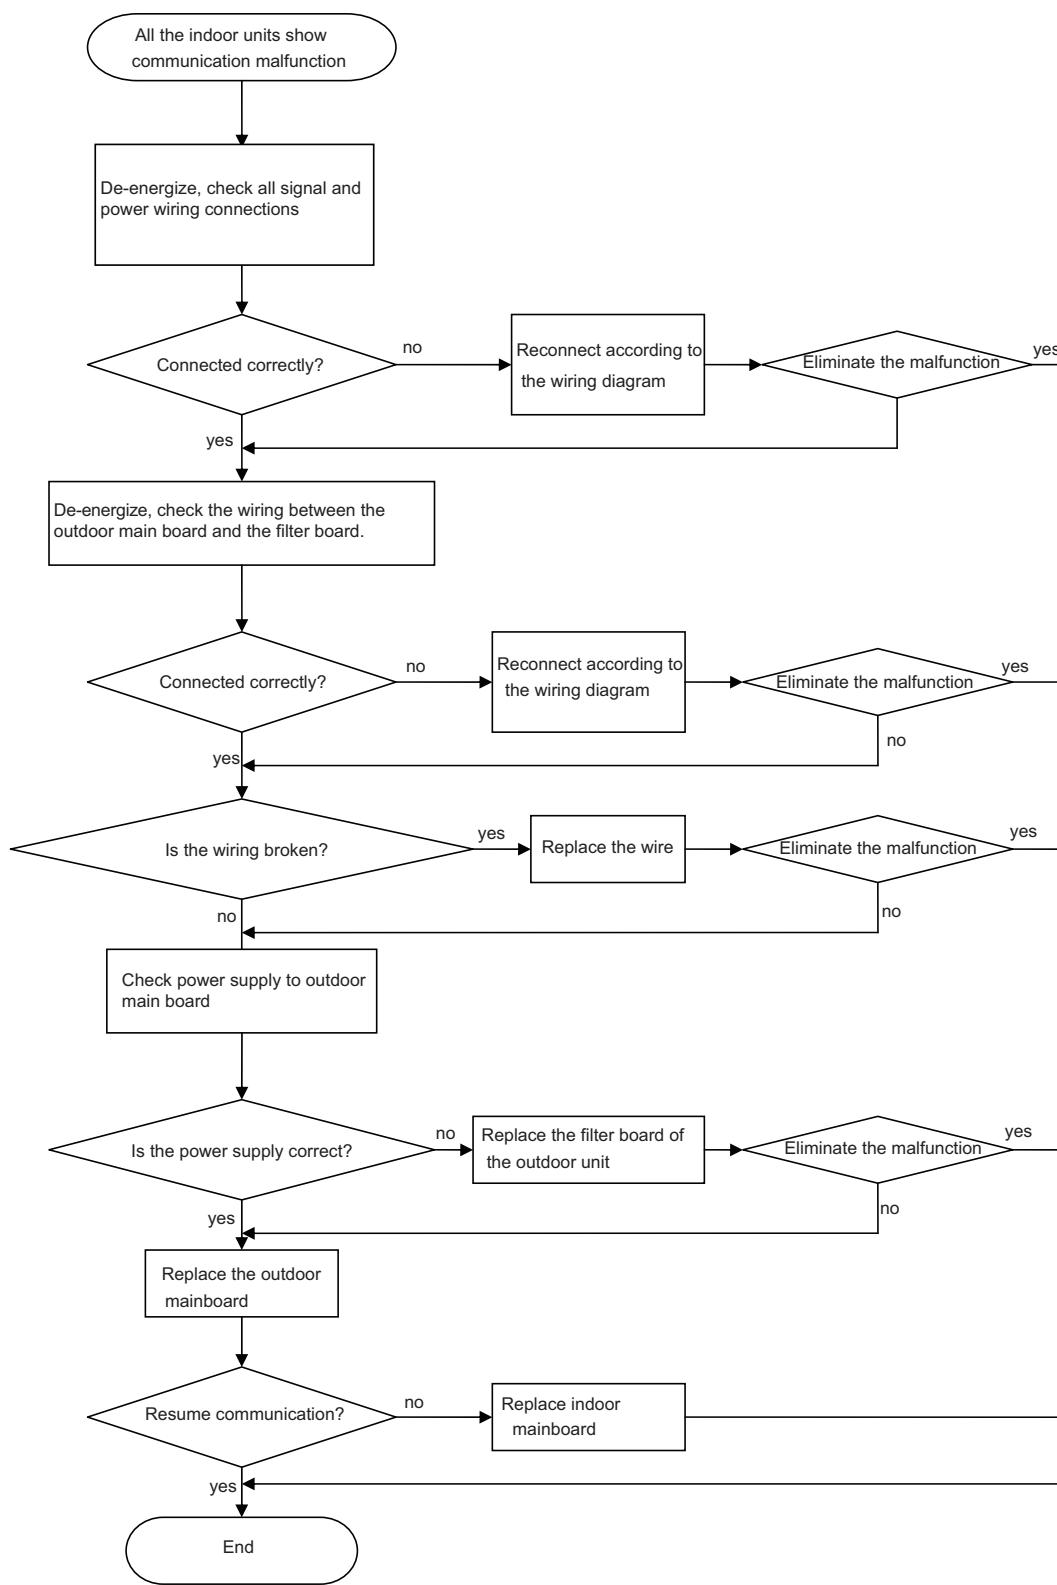 All the indoor units show
communication malfunction
De-energize, check all signal and
power wiring connections
Connected correctly?
no
Reconnect according to
the wiring diagram
Eliminate the malfunction
yes
yes
De-energize, check the wiring between the
outdoor main board and the filter board.
Connected correctly?
no
Reconnect according to
the wiring diagram
Eliminate the malfunction
yes
no
yes
Is the wiring broken?
yes
Replace the wire
Eliminate the malfunction
yes
no
no
Check power supply to outdoor
main board
Is the power supply correct?
no
Replace the filter board of
the outdoor unit
Eliminate the malfunction
yes
no
yes
Replace the outdoor
mainboard
Resume communication?
no
Replace indoor
mainboard
yes
End